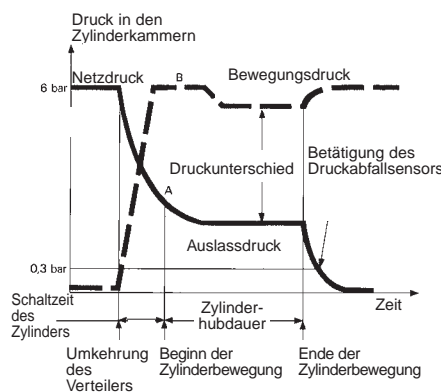 Druck in den
Zylinderkammern
6 bar
Netzdruck
B
Bewegungsdruck
Druckunterschied
Betätigung des
Druckabfallsensors
A
Auslassdruck
0,3 bar
Zeit
Schaltzeit
des
Zylinders
Zylinder-
hubdauer
Umkehrung
des
Verteilers
Beginn der
Zylinderbewegung
Ende der
Zylinderbewegung